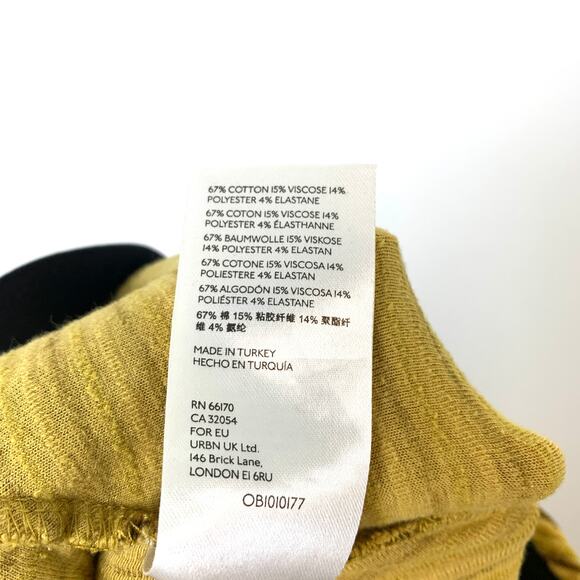 67% COTTON 15% VISCOSE 14%
POLYESTER 4% ELASTANE
67% COTON 15% VISCOSE 14%
POLYESTER 4% ÉLASTHANNE
67% BAUMWOLLE 15% VISKOSE
14% POLYESTER 4% ELASTAN
67% COTONE 15% VISCOSA 14%
POLIESTERE 4% ELASTAN
67% ALGODÓN 15% VISCOSA 14%
POLIÉSTER 4% ELASTANE
67% 棉 15% 粘胶纤维 14% 聚酯纤
维 4% 氨纶
MADE IN TURKEY
HECHO EN TURQUÍA
RN 66170
CA 32054
FOR EU
URBN UK Ltd.
146 Brick Lane,
LONDON E1 6RU
OB1010177